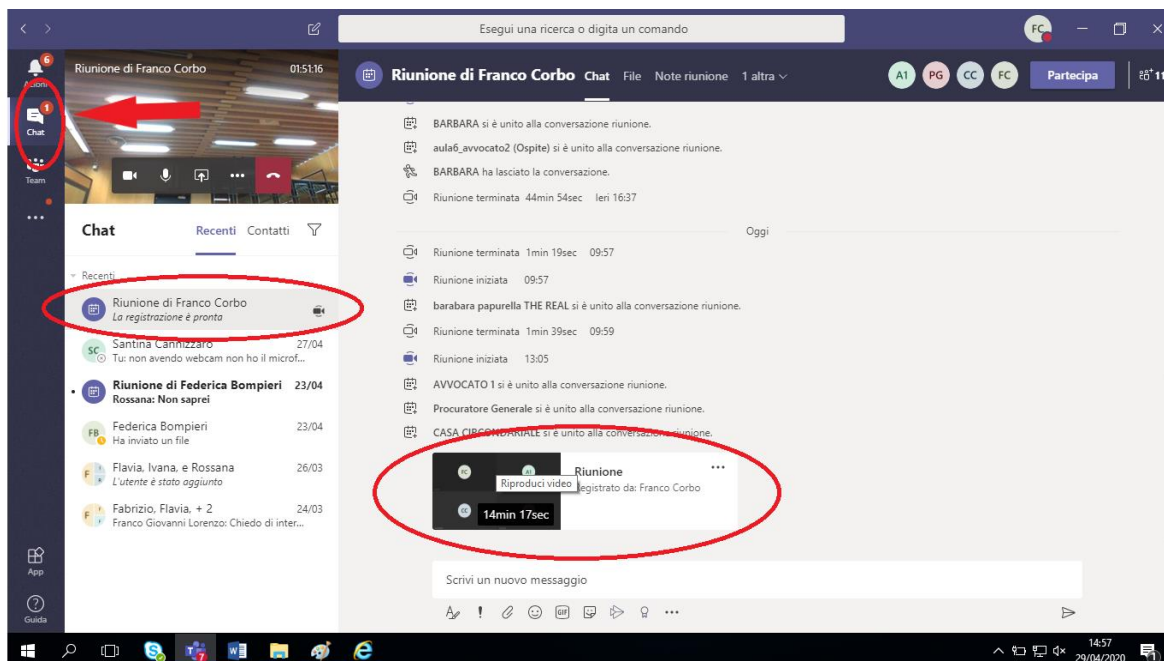 Esegui una ricerca o digita un comando
FC
6
Azioni
1
Chat
Team
Riunione di Franco Corbo 01:51:16
Chat Recenti Contatti
Recenti
Riunione di Franco Corbo
La registrazione è pronta
SC Santina Cannizzaro 27/04
Tu: non avendo webcam non ho il microf...
Riunione di Federica Bompieri 23/04
Rossana: Non saprei
FB Federica Bompieri 23/04
Ha inviato un file
F Flavia, Ivana, e Rossana 26/03
L'utente è stato aggiunto
F Fabrizio, Flavia, + 2 24/03
Franco Giovanni Lorenzo: Chiedo di inter...
App
Guida
Riunione di Franco Corbo Chat File Note riunione 1 altra
A1 PG CC FC Partecipa 11
BARBARA si è unito alla conversazione riunione.
aula6_avvocato2 (Ospite) si è unito alla conversazione riunione.
BARBARA ha lasciato la conversazione.
Riunione terminata 44min 54sec Ieri 16:37
Oggi
Riunione terminata 1min 19sec 09:57
Riunione iniziata 09:57
barabara papurella THE REAL si è unito alla conversazione riunione.
Riunione terminata 1min 39sec 09:59
Riunione iniziata 13:05
AVVOCATO 1 si è unito alla conversazione riunione.
Procuratore Generale si è unito alla conversazione riunione.
CASA CIRCONDARIALE si è unito alla conversazione riunione.
FC A1 Riunione
Riproduci video
Registrato da: Franco Corbo
CC 14min 17sec
Scrivi un nuovo messaggio
GIF
7
14:57
29/04/2020
1